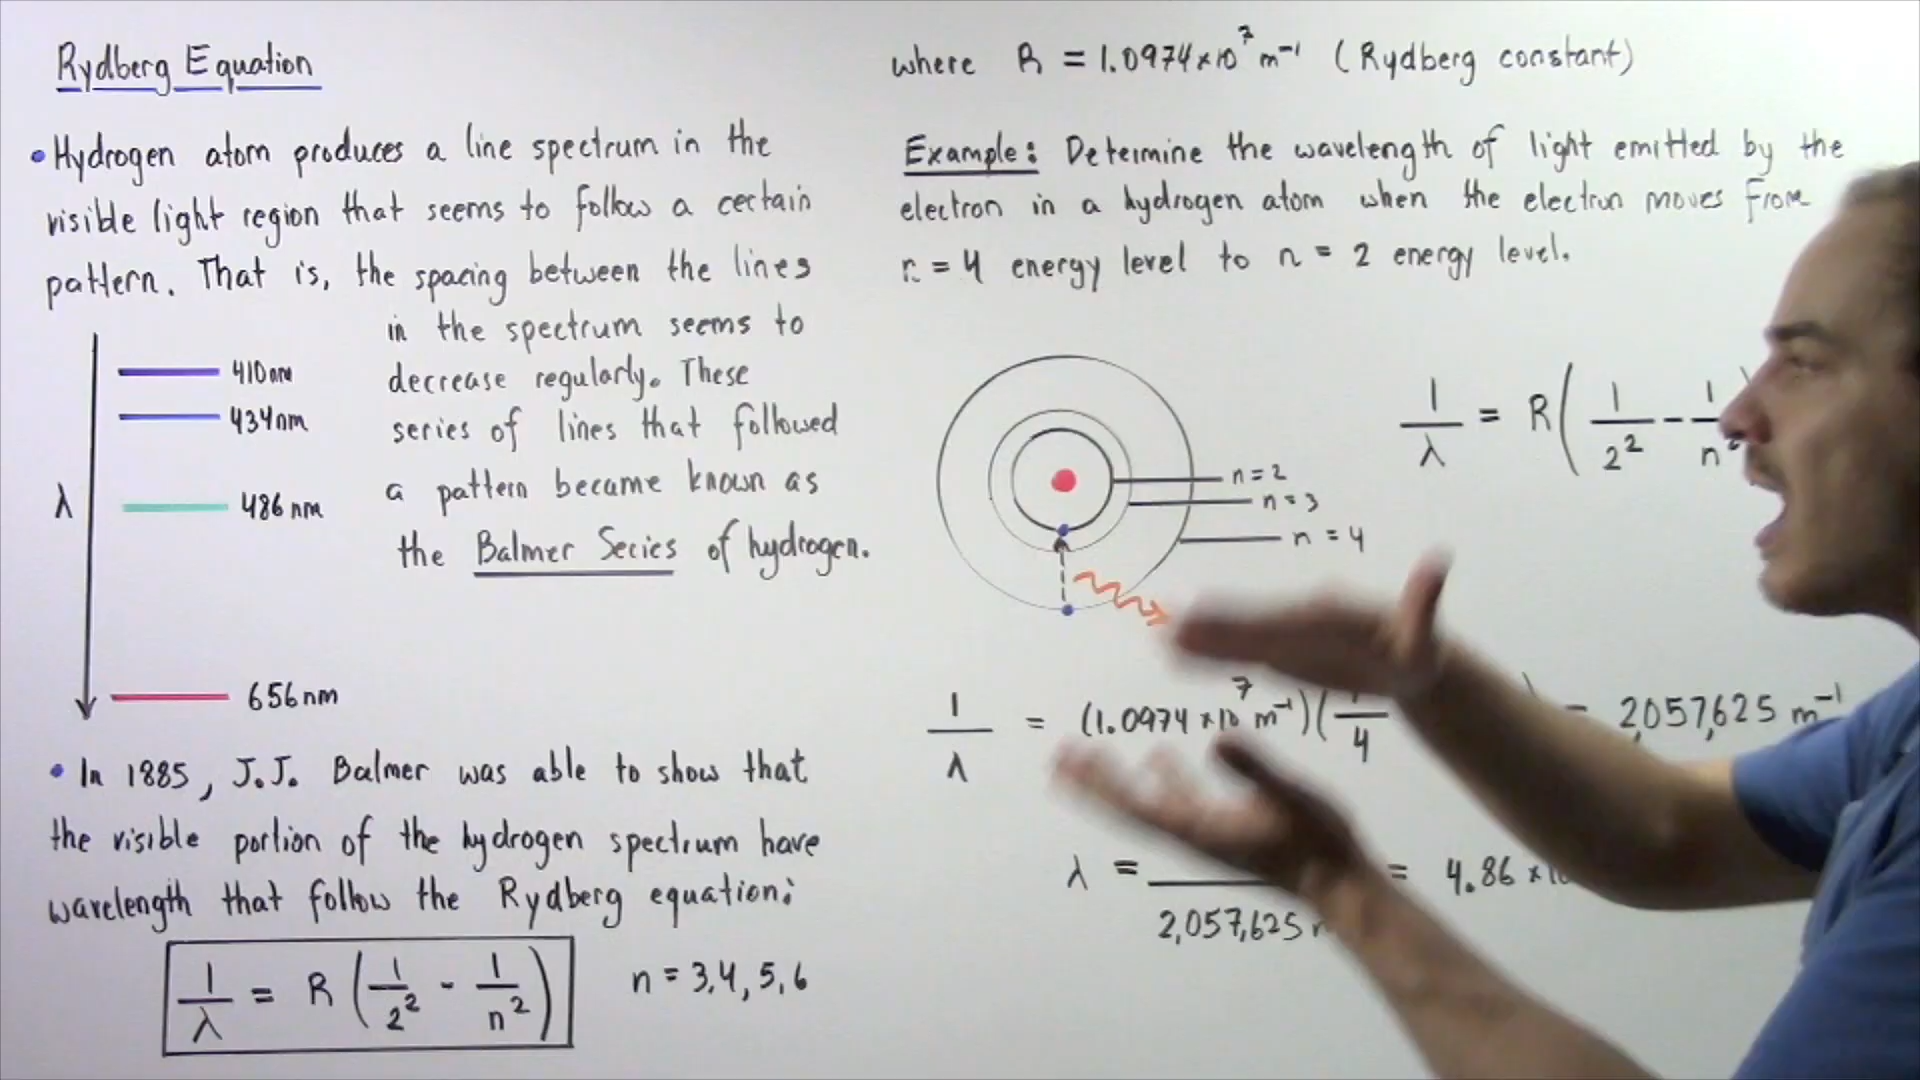 Rydberg Equation
• Hydrogen atom produces a line spectrum in the
visible light region that seems to follow a certain
pattern. That is, the spacing between the lines
in the spectrum seems to
decrease regularly. These
series of lines that followed
a pattern became known as
the Balmer Series of hydrogen.
410nm
434nm
λ
486nm
656nm
• In 1885, J.J. Balmer was able to show that
the visible portion of the hydrogen spectrum have
wavelength that follow the Rydberg equation:
1/λ = R(1/2² - 1/n²) n = 3,4,5,6
where R = 1.0974×10⁷ m⁻¹ (Rydberg constant)
Example: Determine the wavelength of light emitted by the
electron in a hydrogen atom when the electron moves from
n = 4 energy level to n = 2 energy level.
n = 2
n = 3
n = 4
1/λ = R(1/2² - 1/n²
1/λ = (1.0974×10⁷ m⁻¹)(1/4 = 2,057,625 m⁻¹
λ = 2,057,625 = 4.86 ×10